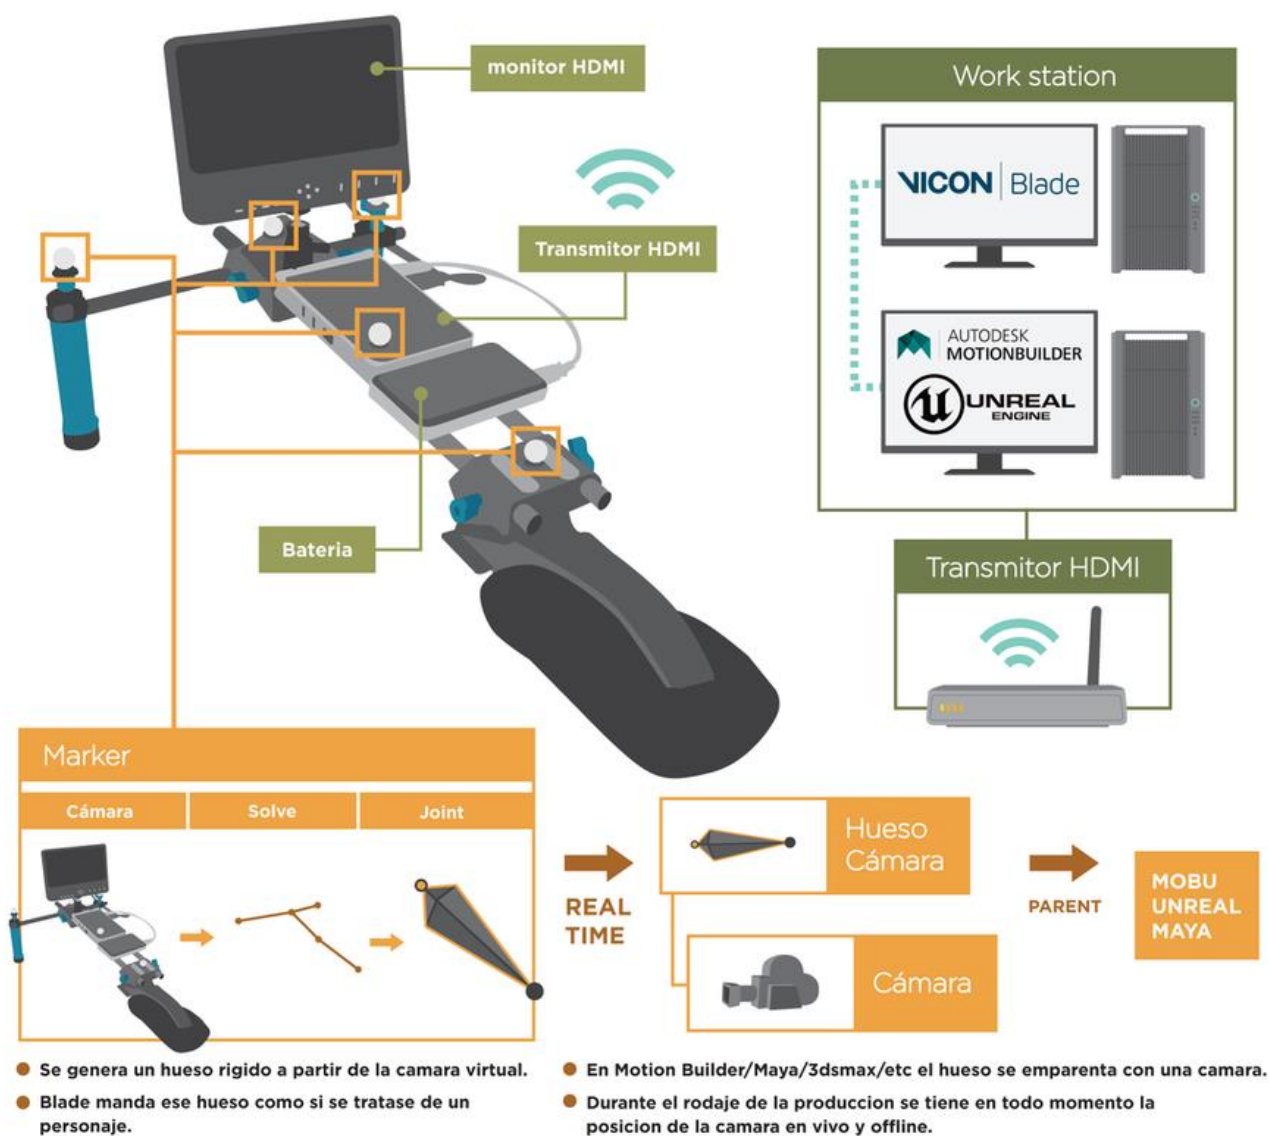 monitor HDMI
Transmitor HDMI
Bateria
Work station
VICON Blade
AUTODESK
MOTIONBUILDER
UNREAL
ENGINE
Transmitor HDMI
Marker
Cámara
Solve
Joint
REAL
TIME
Hueso
Cámara
Cámara
PARENT
MOBU
UNREAL
MAYA
Se genera un hueso rigido a partir de la camara virtual.
Blade manda ese hueso como si se tratase de un
personaje.
En Motion Builder/Maya/3dsmax/etc el hueso se emparenta con una camara.
Durante el rodaje de la produccion se tiene en todo momento la
posicion de la camara en vivo y offline.